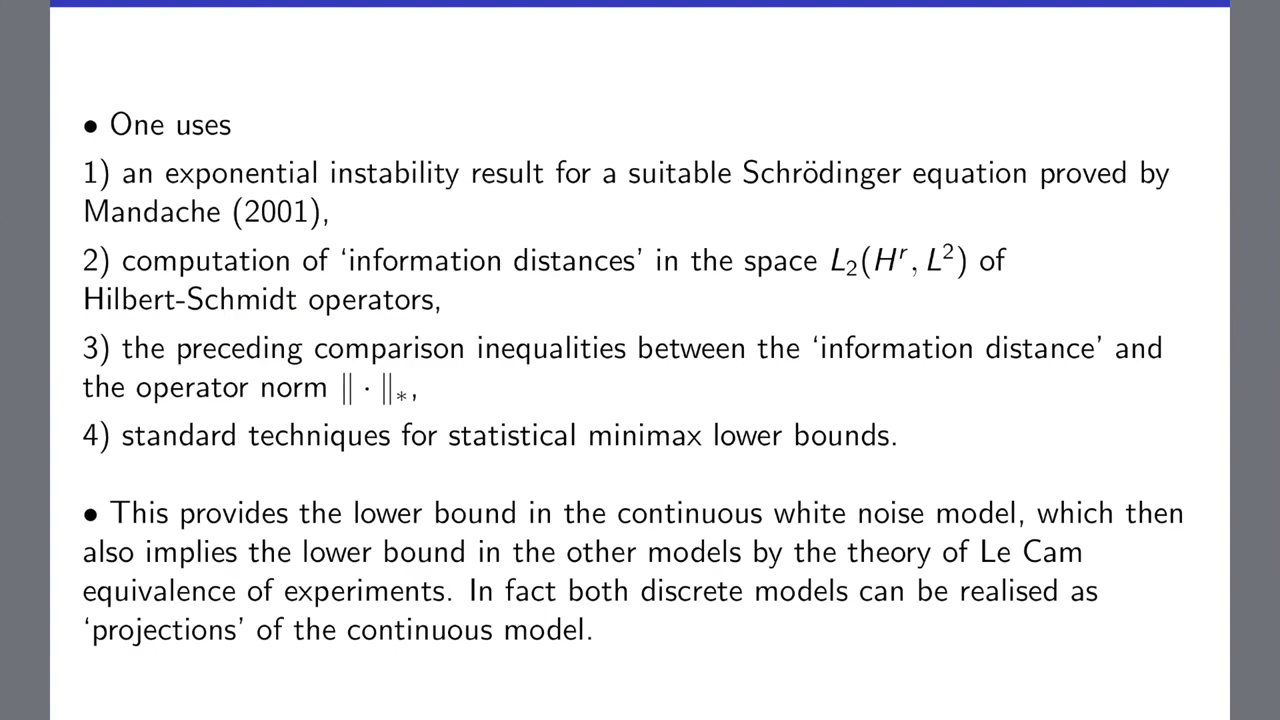 • One uses
1) an exponential instability result for a suitable Schrödinger equation proved by
Mandache (2001),
2) computation of ‘information distances’ in the space L₂(Hʳ, L²) of
Hilbert-Schmidt operators,
3) the preceding comparison inequalities between the ‘information distance’ and
the operator norm ‖ · ‖∗,
4) standard techniques for statistical minimax lower bounds.
• This provides the lower bound in the continuous white noise model, which then
also implies the lower bound in the other models by the theory of Le Cam
equivalence of experiments. In fact both discrete models can be realised as
‘projections’ of the continuous model.